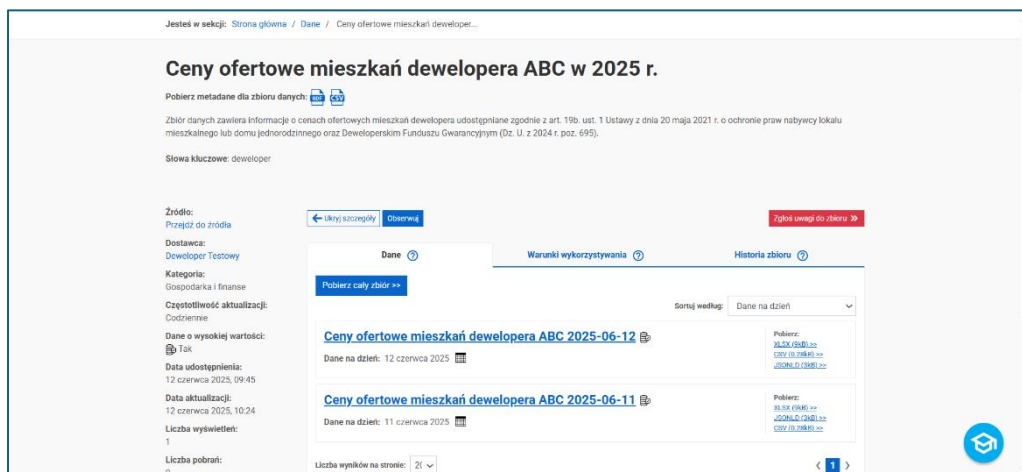 Jesteś w sekcji: Strona główna / Dane / Ceny ofertowe mieszkań deweloper...
Ceny ofertowe mieszkań dewelopera ABC w 2025 r.
Pobierz metadane dla zbioru danych: RDF CSV
Zbiór danych zawiera informacje o cenach ofertowych mieszkań dewelopera udostępniane zgodnie z art. 19b. ust. 1 Ustawy z dnia 20 maja 2021 r. o ochronie praw nabywcy lokalu
mieszkalnego lub domu jednorodzinnego oraz Deweloperskim Funduszu Gwarancyjnym (Dz. U. z 2024 r. poz. 695).
Słowa kluczowe: deweloper
Źródło:
Przejdź do źródła
Dostawca:
Deweloper Testowy
Kategoria:
Gospodarka i finanse
Częstotliwość aktualizacji:
Codziennie
Dane o wysokiej wartości:
Tak
Data udostępnienia:
12 czerwca 2025, 09:45
Data aktualizacji:
12 czerwca 2025, 10:24
Liczba wyświetleń:
1
Liczba pobrań:
Ukryj szczegóły
Obserwuj
Zgłoś uwagi do zbioru
Dane
Warunki wykorzystywania
Historia zbioru
Pobierz cały zbiór >>
Sortuj według: Dane na dzień
Ceny ofertowe mieszkań dewelopera ABC 2025-06-12
Dane na dzień: 12 czerwca 2025
Pobierz:
XLSX (9kB) >>
CSV (0.28kB) >>
JSONLD (3kB) >>
Ceny ofertowe mieszkań dewelopera ABC 2025-06-11
Dane na dzień: 11 czerwca 2025
Pobierz:
XLSX (9kB) >>
JSONLD (3kB) >>
CSV (0.28kB) >>
Liczba wyników na stronie:
1